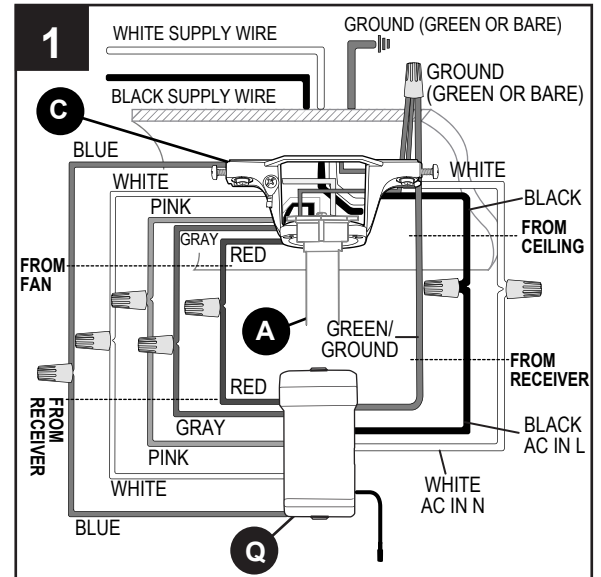 1
WHITE SUPPLY WIRE
GROUND (GREEN OR BARE)
GROUND
(GREEN OR BARE)
BLACK SUPPLY WIRE
C
BLUE
WHITE
WHITE
PINK
BLACK
GRAY
RED
FROM
CEILING
FROM
FAN
A
GREEN/
GROUND
FROM
RECEIVER
RED
FROM
RECEIVER
GRAY
BLACK
AC IN L
PINK
WHITE
WHITE
AC IN N
BLUE
Q